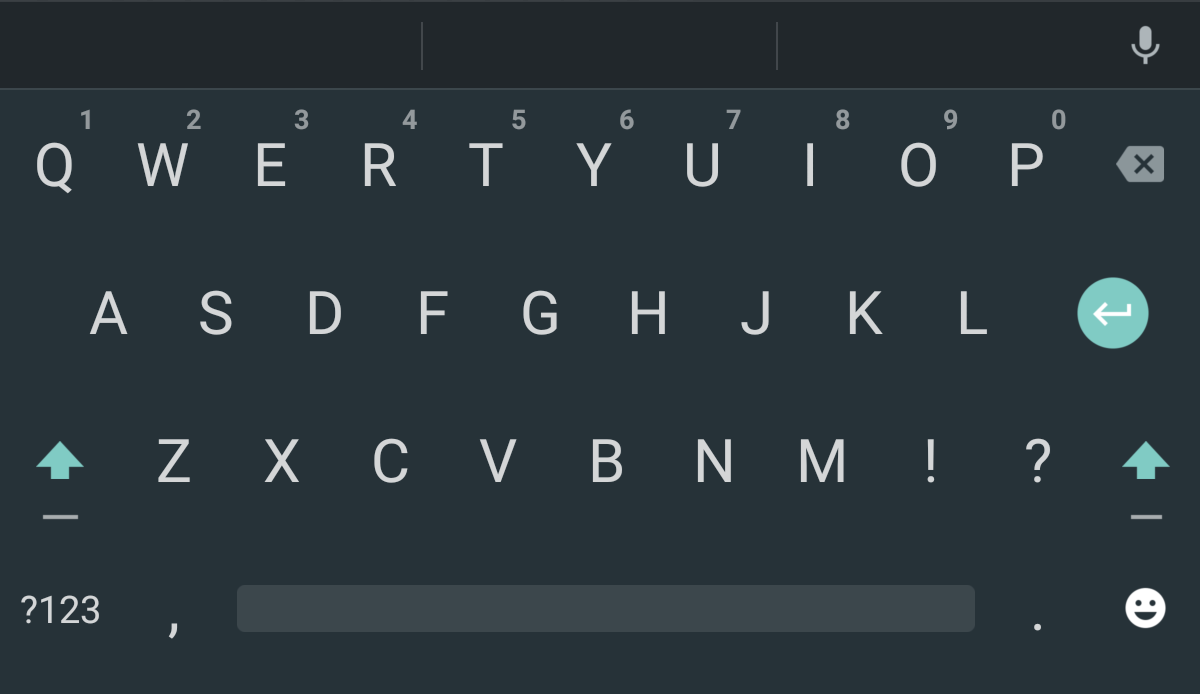 1 2 3 4 5 6 7 8 9 0
Q W E R T Y U I O P
A S D F G H J K L
Z X C V B N M ! ?
?123 , .